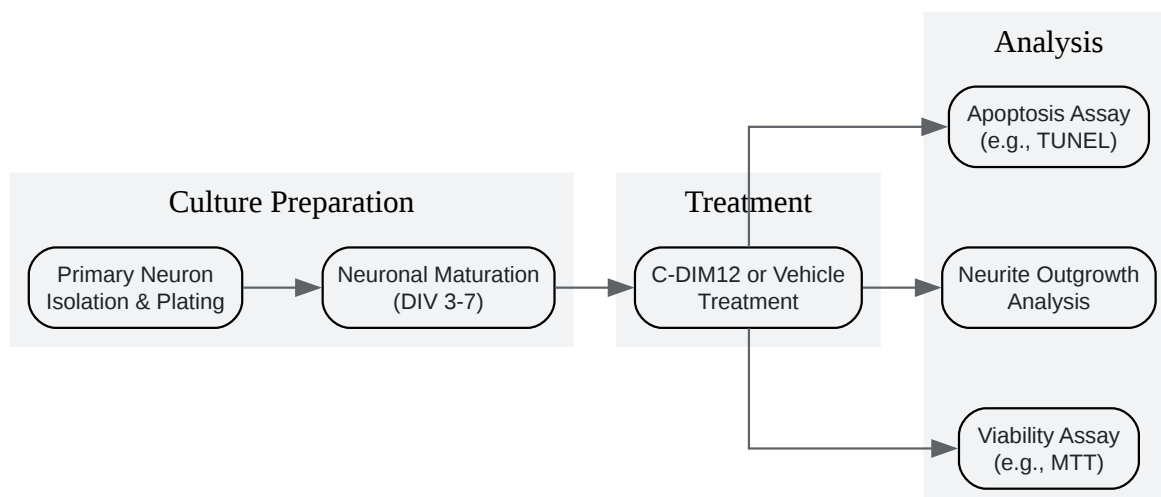 Culture Preparation
Primary Neuron
Isolation & Plating
Neuronal Maturation
(DIV 3-7)
Treatment
C-DIM12 or Vehicle
Treatment
Analysis
Apoptosis Assay
(e.g., TUNEL)
Neurite Outgrowth
Analysis
Viability Assay
(e.g., MTT)